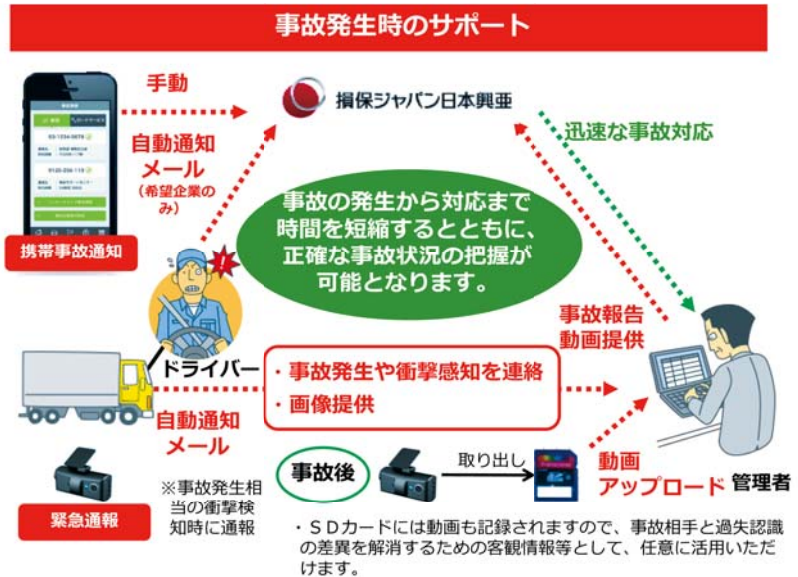 事故発生時のサポート
手動
損保ジャパン日本興亜
自動通知
メール
（希望企業の
み）
迅速な事故対応
03-1234-5678
0120-256-110
携帯事故通知
事故の発生から対応まで
時間を短縮するとともに、
正確な事故状況の把握が
可能となります。
事故報告
動画提供
ドライバー
・事故発生や衝撃感知を連絡
・画像提供
自動通知
メール
事故後
取り出し
動画
アップロード
管理者
緊急通報
※事故発生相
当の衝撃検
知時に通報
・ＳＤカードには動画も記録されますので、事故相手と過失認識
の差異を解消するための客観情報等として、任意に活用いただ
けます。